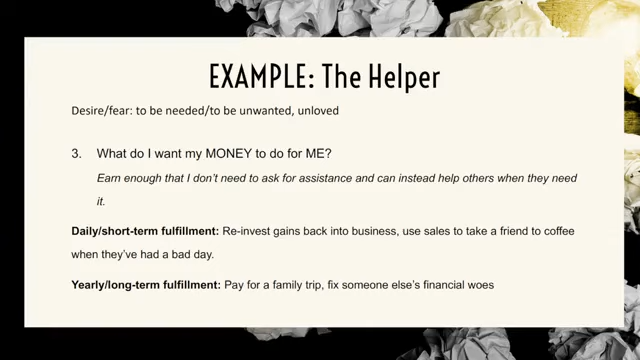 EXAMPLE: The Helper
Desire/fear: to be needed/to be unwanted, unloved
3. What do I want my MONEY to do for ME?
Earn enough that I don't need to ask for assistance and can instead help others when they need
it.
Daily/short-term fulfillment: Re-invest gains back into business, use sales to take a friend to coffee
when they've had a bad day.
Yearly/long-term fulfillment: Pay for a family trip, fix someone else's financial woes